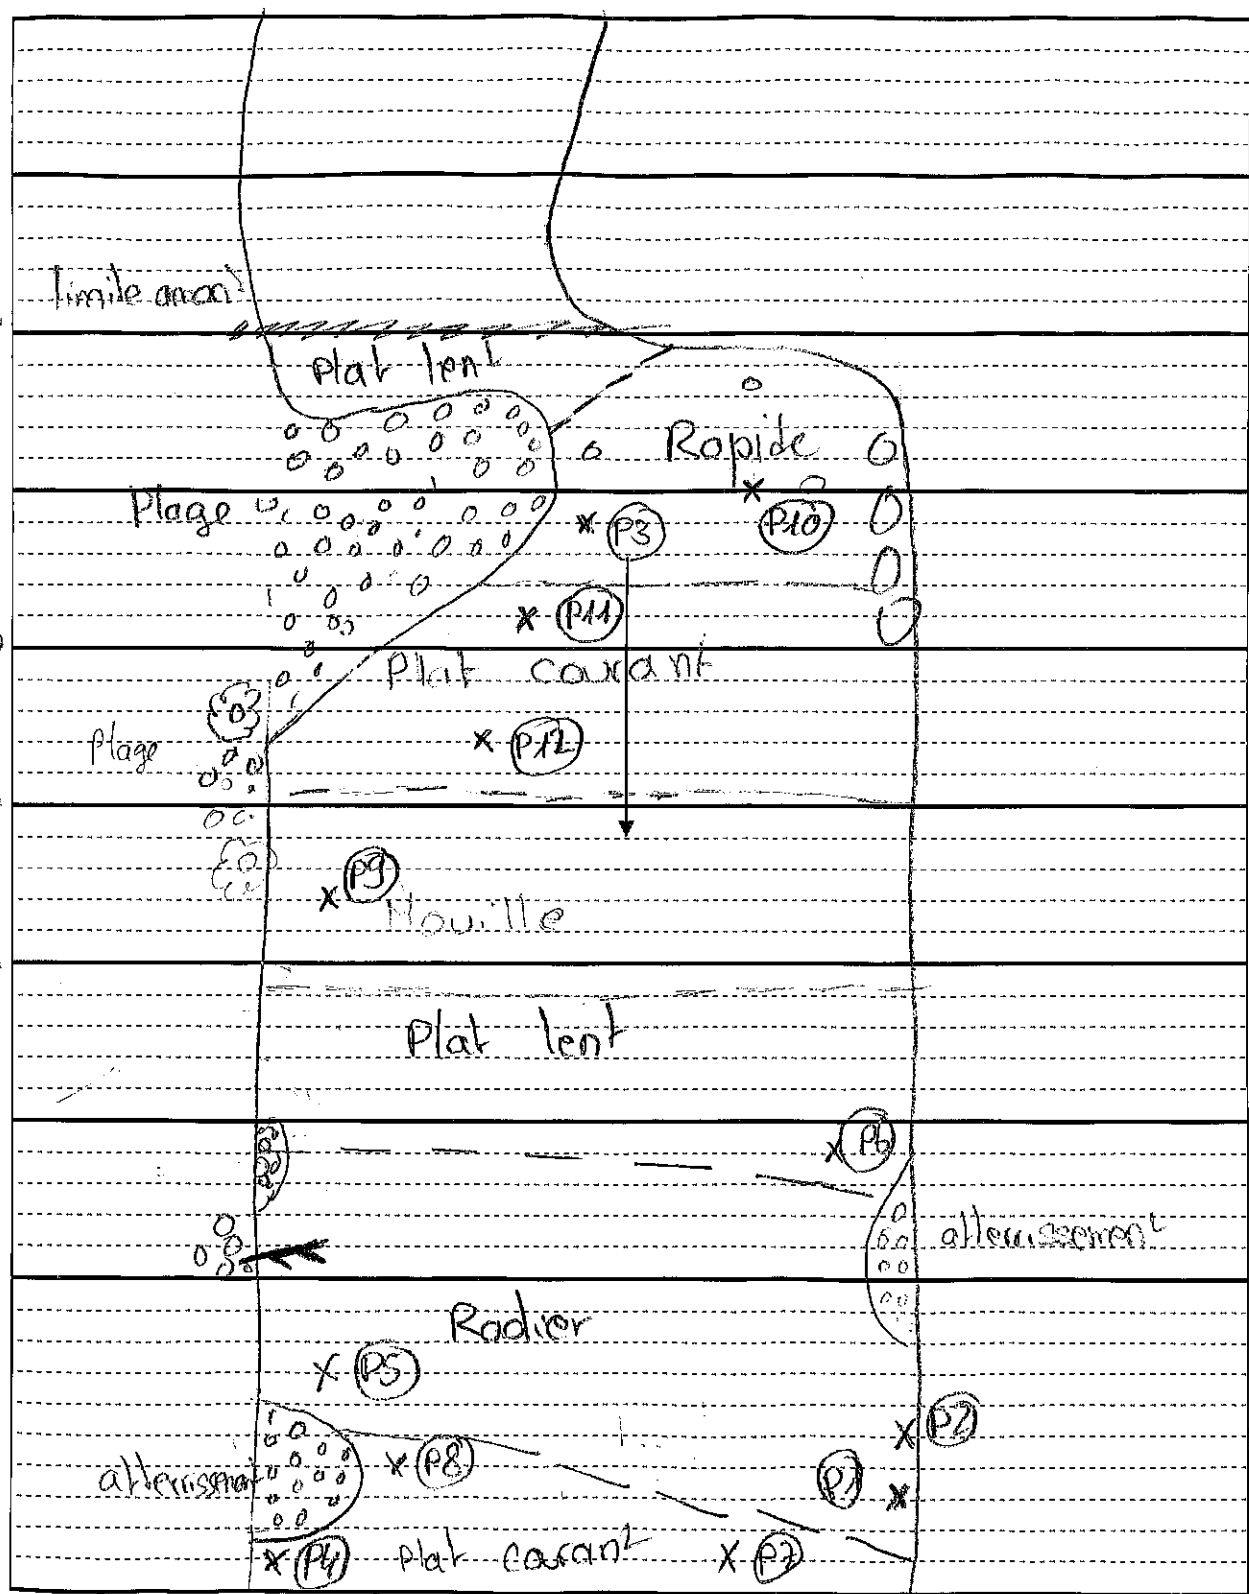 limite amont
Plat lent
Rapide
Plage
P3
P10
P11
Plat courant
Plage
P12
P9
Mouille
Plat lent
P6
atterrissement
Radier
P5
P2
atterrissement
P8
P1
P4
Plat courant
P7